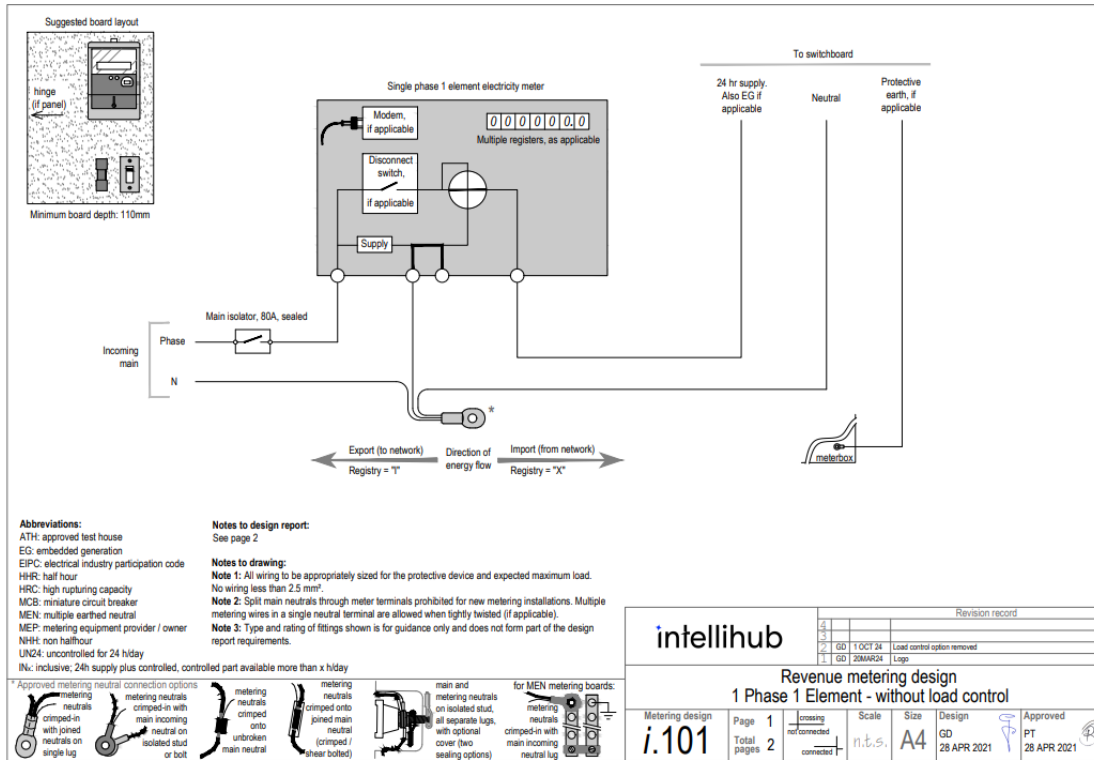 Suggested board layout
hinge
(if panel)
Minimum board depth: 110mm
Single phase 1 element electricity meter
Modem,
if applicable
0 0 0 0 0 0.0
Multiple registers, as applicable
Disconnect
switch,
if applicable
Supply
To switchboard
24 hr supply.
Also EG if
applicable
Neutral
Protective
earth, if
applicable
Main isolator, 80A, sealed
Incoming
main
Phase
N
*
Export (to network)
Registry = "I"
Direction of
energy flow
Import (from network)
Registry = "X"
meterbox
Abbreviations:
ATH: approved test house
EG: embedded generation
EIPC: electrical industry participation code
HHR: half hour
HRC: high rupturing capacity
MCB: miniature circuit breaker
MEN: multiple earthed neutral
MEP: metering equipment provider / owner
NHH: non halfhour
UN24: uncontrolled for 24 h/day
INₓ: inclusive; 24h supply plus controlled, controlled part available more than x h/day
Notes to design report:
See page 2
Notes to drawing:
Note 1: All wiring to be appropriately sized for the protective device and expected maximum load.
No wiring less than 2.5 mm².
Note 2: Split main neutrals through meter terminals prohibited for new metering installations. Multiple
metering wires in a single neutral terminal are allowed when tightly twisted (if applicable).
Note 3: Type and rating of fittings shown is for guidance only and does not form part of the design
report requirements.
* Approved metering neutral connection options
metering
neutrals
crimped-in
with joined
neutrals on
single lug
metering neutrals
crimped-in with
main incoming
neutral on
isolated stud
or bolt
metering
neutrals
crimped
onto
unbroken
main neutral
metering
neutrals
crimped onto
joined main
neutral
(crimped /
shear bolted)
main and
metering neutrals
on isolated stud,
all separate lugs,
with optional
cover (two
sealing options)
for MEN metering boards:
metering
neutrals
crimped-in with
main incoming
neutral lug
intellihub
Revision record
4
3
2 GD 1 OCT 24 Load control option removed
1 GD 20MAR24 Logo
Revenue metering design
1 Phase 1 Element - without load control
Metering design
i.101
Page 1
Total
pages 2
crossing
not connected
connected
Scale
n.t.s.
Size
A4
Design
GD
28 APR 2021
Approved
PT
28 APR 2021